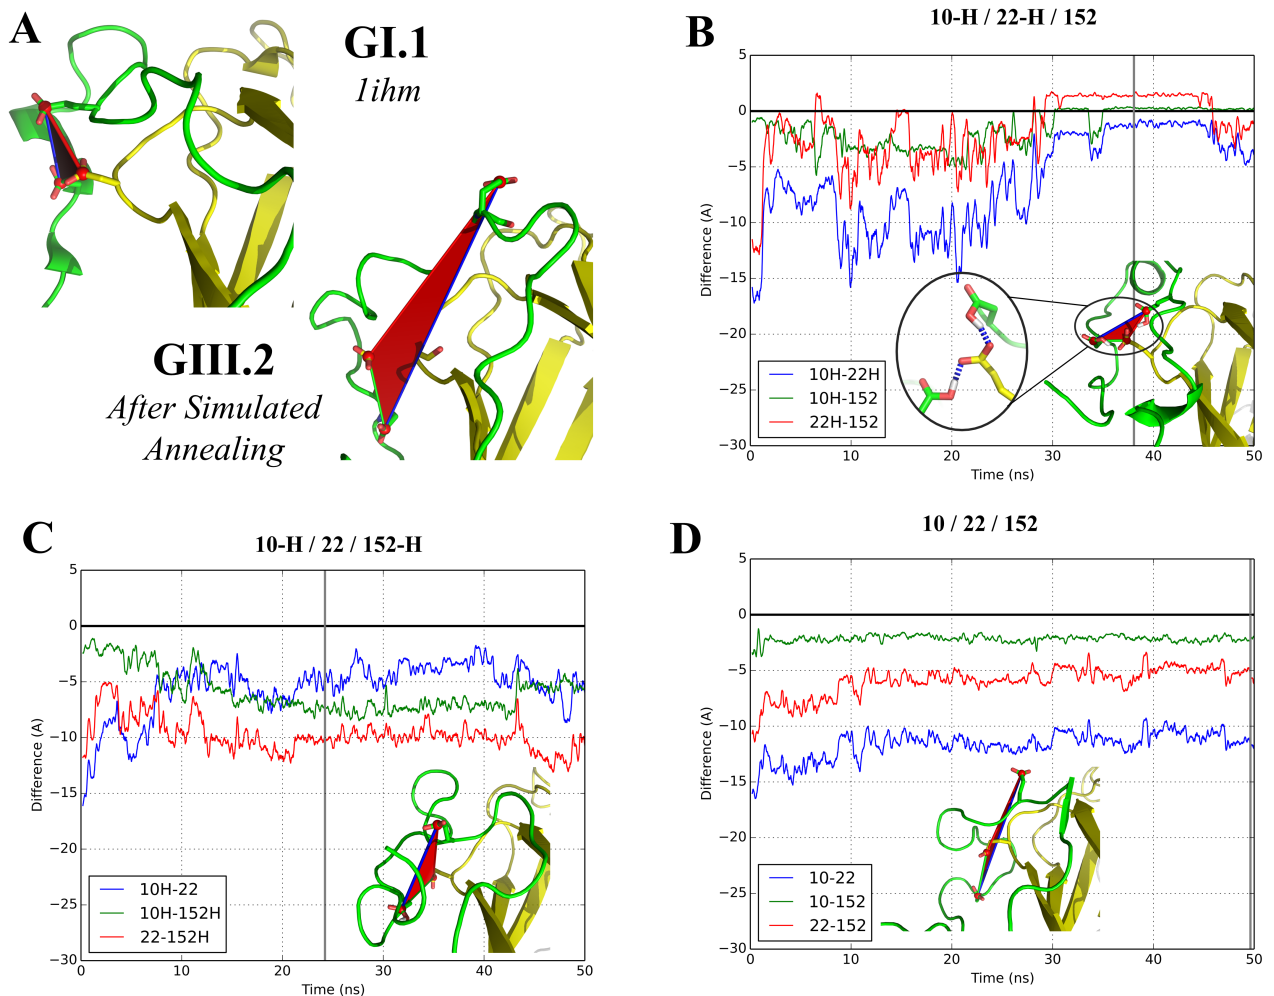 A
GI.1
1ihm
GIII.2
After Simulated
Annealing
B
10-H / 22-H / 152
5
0
−5
−10
−15
−20
−25
−30
Difference (A)
10H-22H
10H-152
22H-152
0 10 20 30 40 50
Time (ns)
C
10-H / 22 / 152-H
5
0
−5
−10
−15
−20
−25
−30
Difference (A)
10H-22
10H-152H
22-152H
0 10 20 30 40 50
Time (ns)
D
10 / 22 / 152
5
0
−5
−10
−15
−20
−25
−30
Difference (A)
10-22
10-152
22-152
0 10 20 30 40 50
Time (ns)